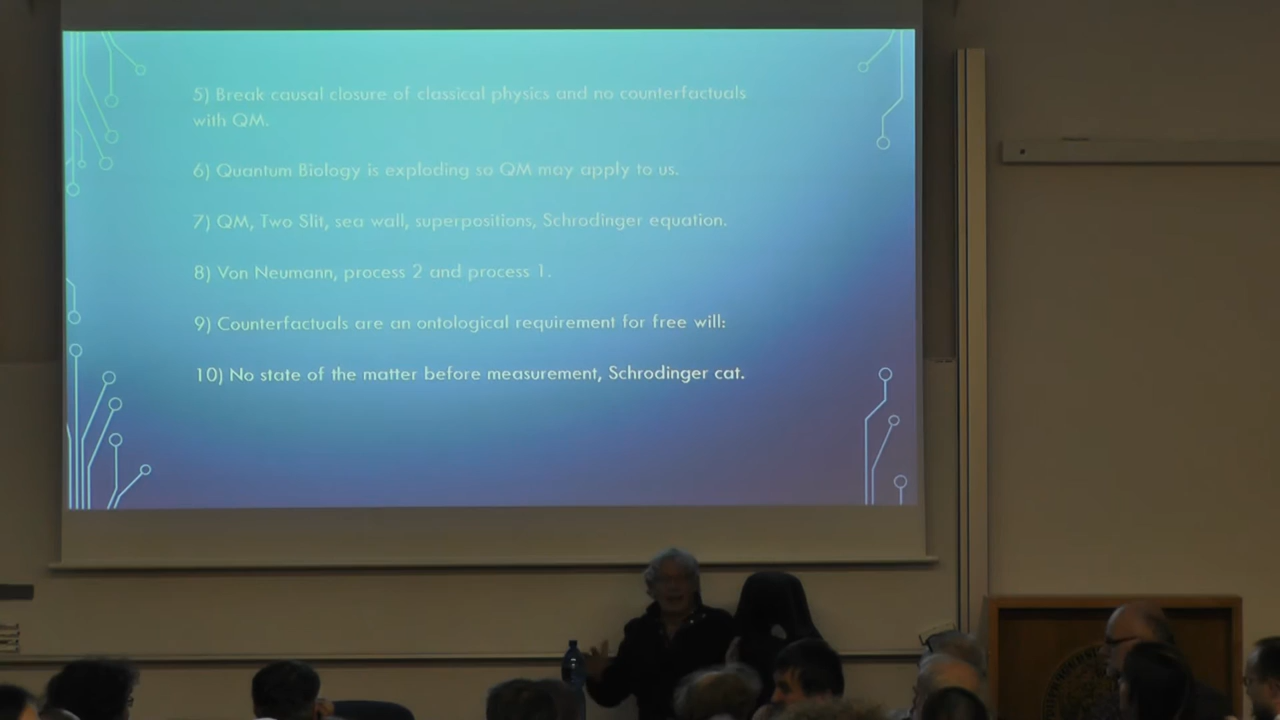 5) Break causal closure of classical physics and no counterfactuals
with QM.
6) Quantum Biology is exploding so QM may apply to us.
7) QM, Two Slit, sea wall, superpositions, Schrodinger equation.
8) Von Neumann, process 2 and process 1.
9) Counterfactuals are an ontological requirement for free will:
10) No state of the matter before measurement, Schrodinger cat.